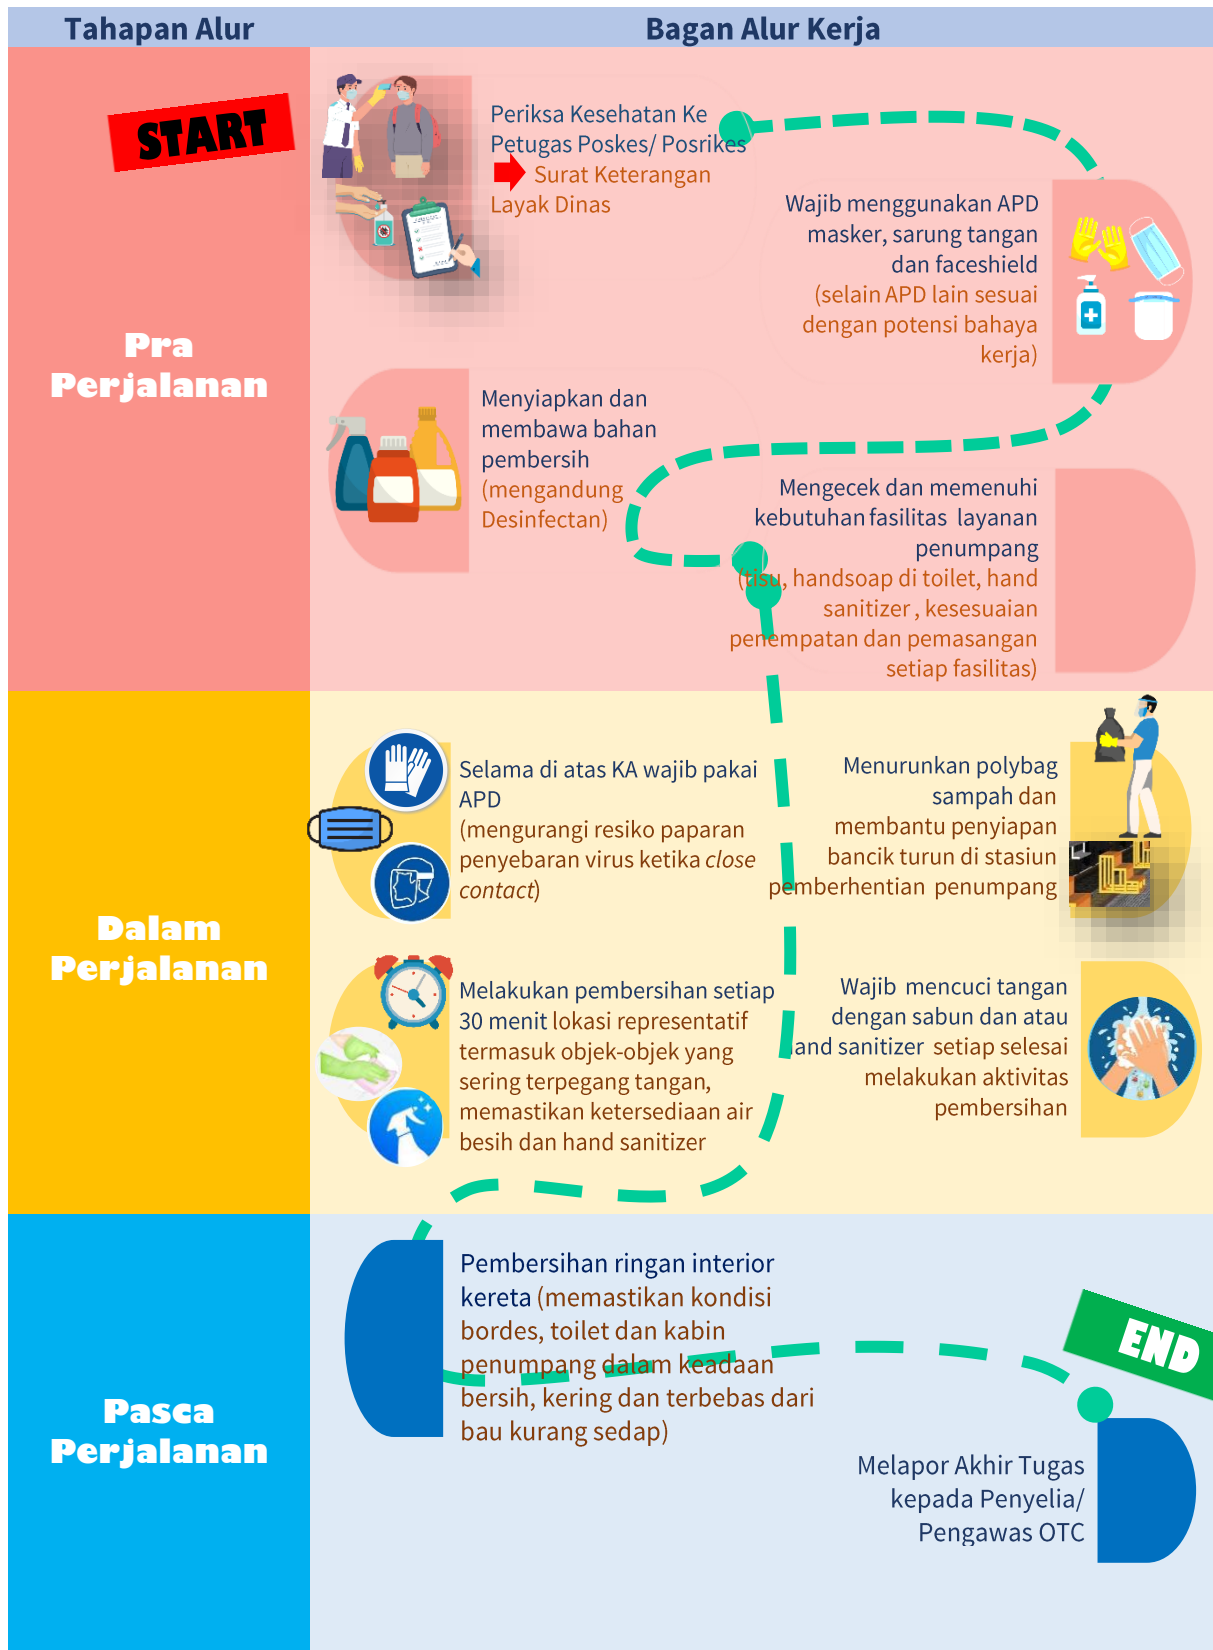 Tahapan Alur
Bagan Alur Kerja
START
Pra
Perjalanan
Periksa Kesehatan Ke
Petugas Poskes/ Posrikes
Surat Keterangan
Layak Dinas
Wajib menggunakan APD
masker, sarung tangan
dan faceshield
(selain APD lain sesuai
dengan potensi bahaya
kerja)
Menyiapkan dan
membawa bahan
pembersih
(mengandung
Desinfectan)
Mengecek dan memenuhi
kebutuhan fasilitas layanan
penumpang
(tisu, handsoap di toilet, hand
sanitizer , kesesuaian
penempatan dan pemasangan
setiap fasilitas)
Dalam
Perjalanan
Selama di atas KA wajib pakai
APD
(mengurangi resiko paparan
penyebaran virus ketika close
contact)
Menurunkan polybag
sampah dan
membantu penyiapan
bancik turun di stasiun
pemberhentian penumpang
Melakukan pembersihan setiap
30 menit lokasi representatif
termasuk objek-objek yang
sering terpegang tangan,
memastikan ketersediaan air
besih dan hand sanitizer
Wajib mencuci tangan
dengan sabun dan atau
hand sanitizer setiap selesai
melakukan aktivitas
pembersihan
Pasca
Perjalanan
Pembersihan ringan interior
kereta (memastikan kondisi
bordes, toilet dan kabin
penumpang dalam keadaan
bersih, kering dan terbebas dari
bau kurang sedap)
END
Melapor Akhir Tugas
kepada Penyelia/
Pengawas OTC